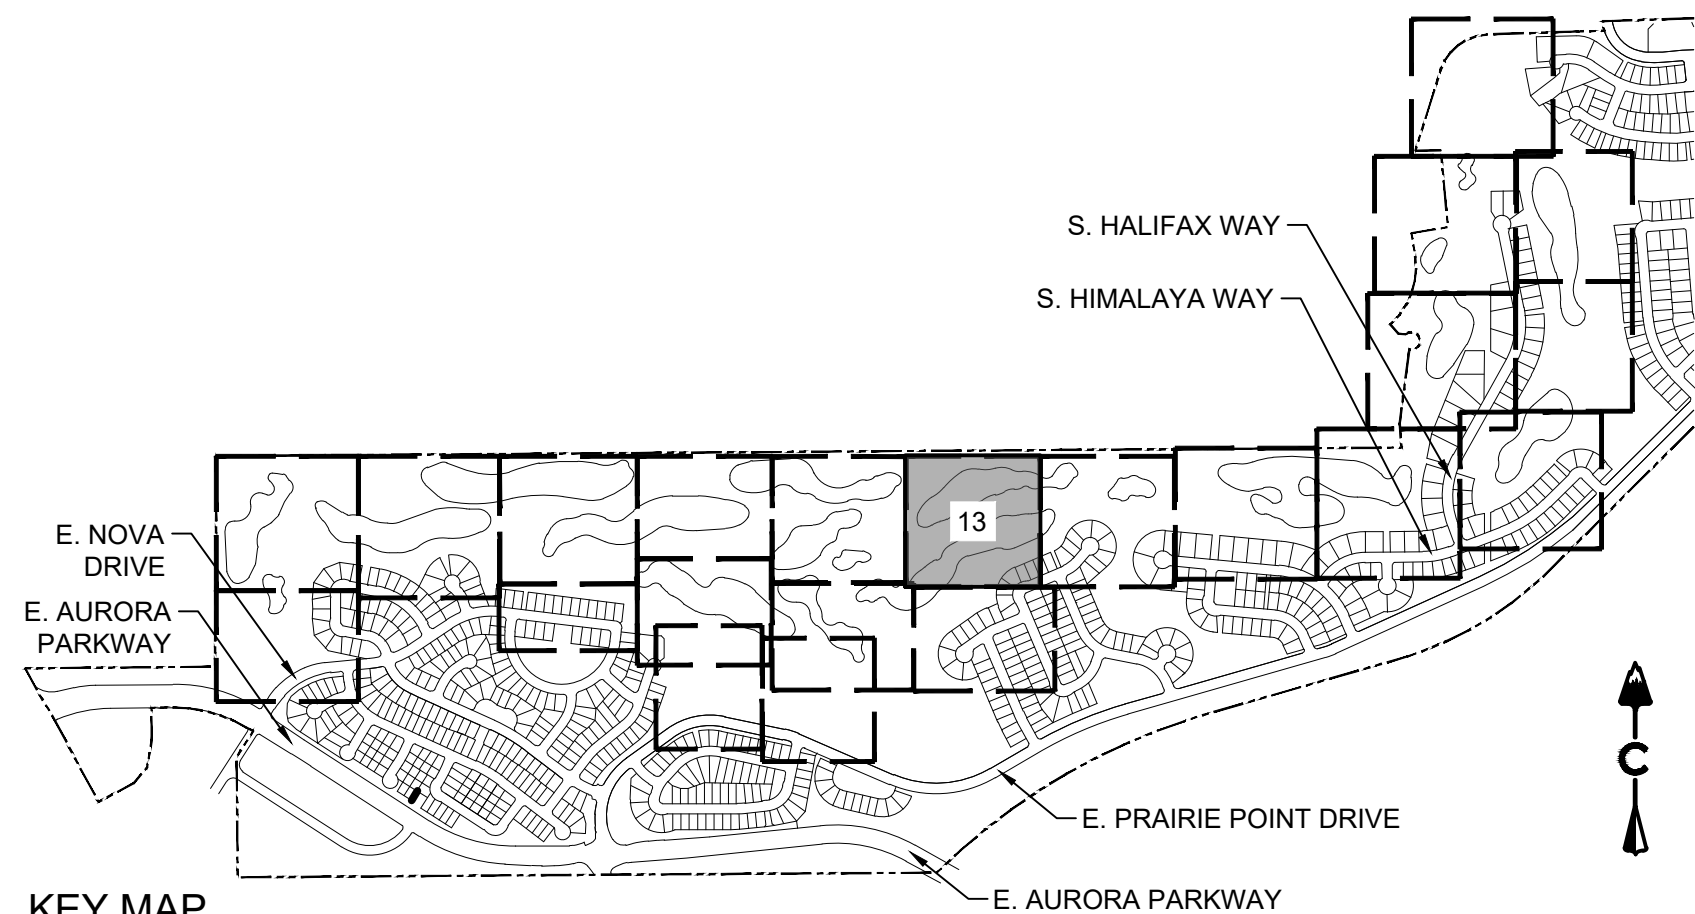 S. HALIFAX WAY
S. HIMALAYA WAY
13
E. NOVA
DRIVE
E. AURORA
PARKWAY
E. PRAIRIE POINT DRIVE
E. AURORA PARKWAY
KEY MAP
C